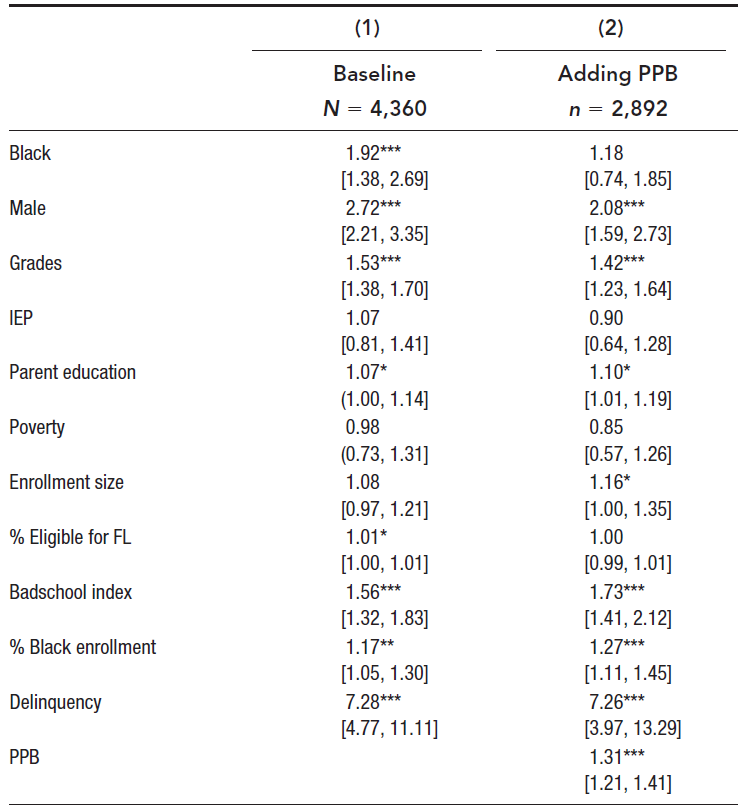 (1) (2)
Baseline Adding PPB
N = 4,360 n = 2,892
Black 1.92*** 1.18
[1.38, 2.69] [0.74, 1.85]
Male 2.72*** 2.08***
[2.21, 3.35] [1.59, 2.73]
Grades 1.53*** 1.42***
[1.38, 1.70] [1.23, 1.64]
IEP 1.07 0.90
[0.81, 1.41] [0.64, 1.28]
Parent education 1.07* 1.10*
(1.00, 1.14] [1.01, 1.19]
Poverty 0.98 0.85
(0.73, 1.31] [0.57, 1.26]
Enrollment size 1.08 1.16*
[0.97, 1.21] [1.00, 1.35]
% Eligible for FL 1.01* 1.00
[1.00, 1.01] [0.99, 1.01]
Badschool index 1.56*** 1.73***
[1.32, 1.83] [1.41, 2.12]
% Black enrollment 1.17** 1.27***
[1.05, 1.30] [1.11, 1.45]
Delinquency 7.28*** 7.26***
[4.77, 11.11] [3.97, 13.29]
PPB 1.31***
[1.21, 1.41]